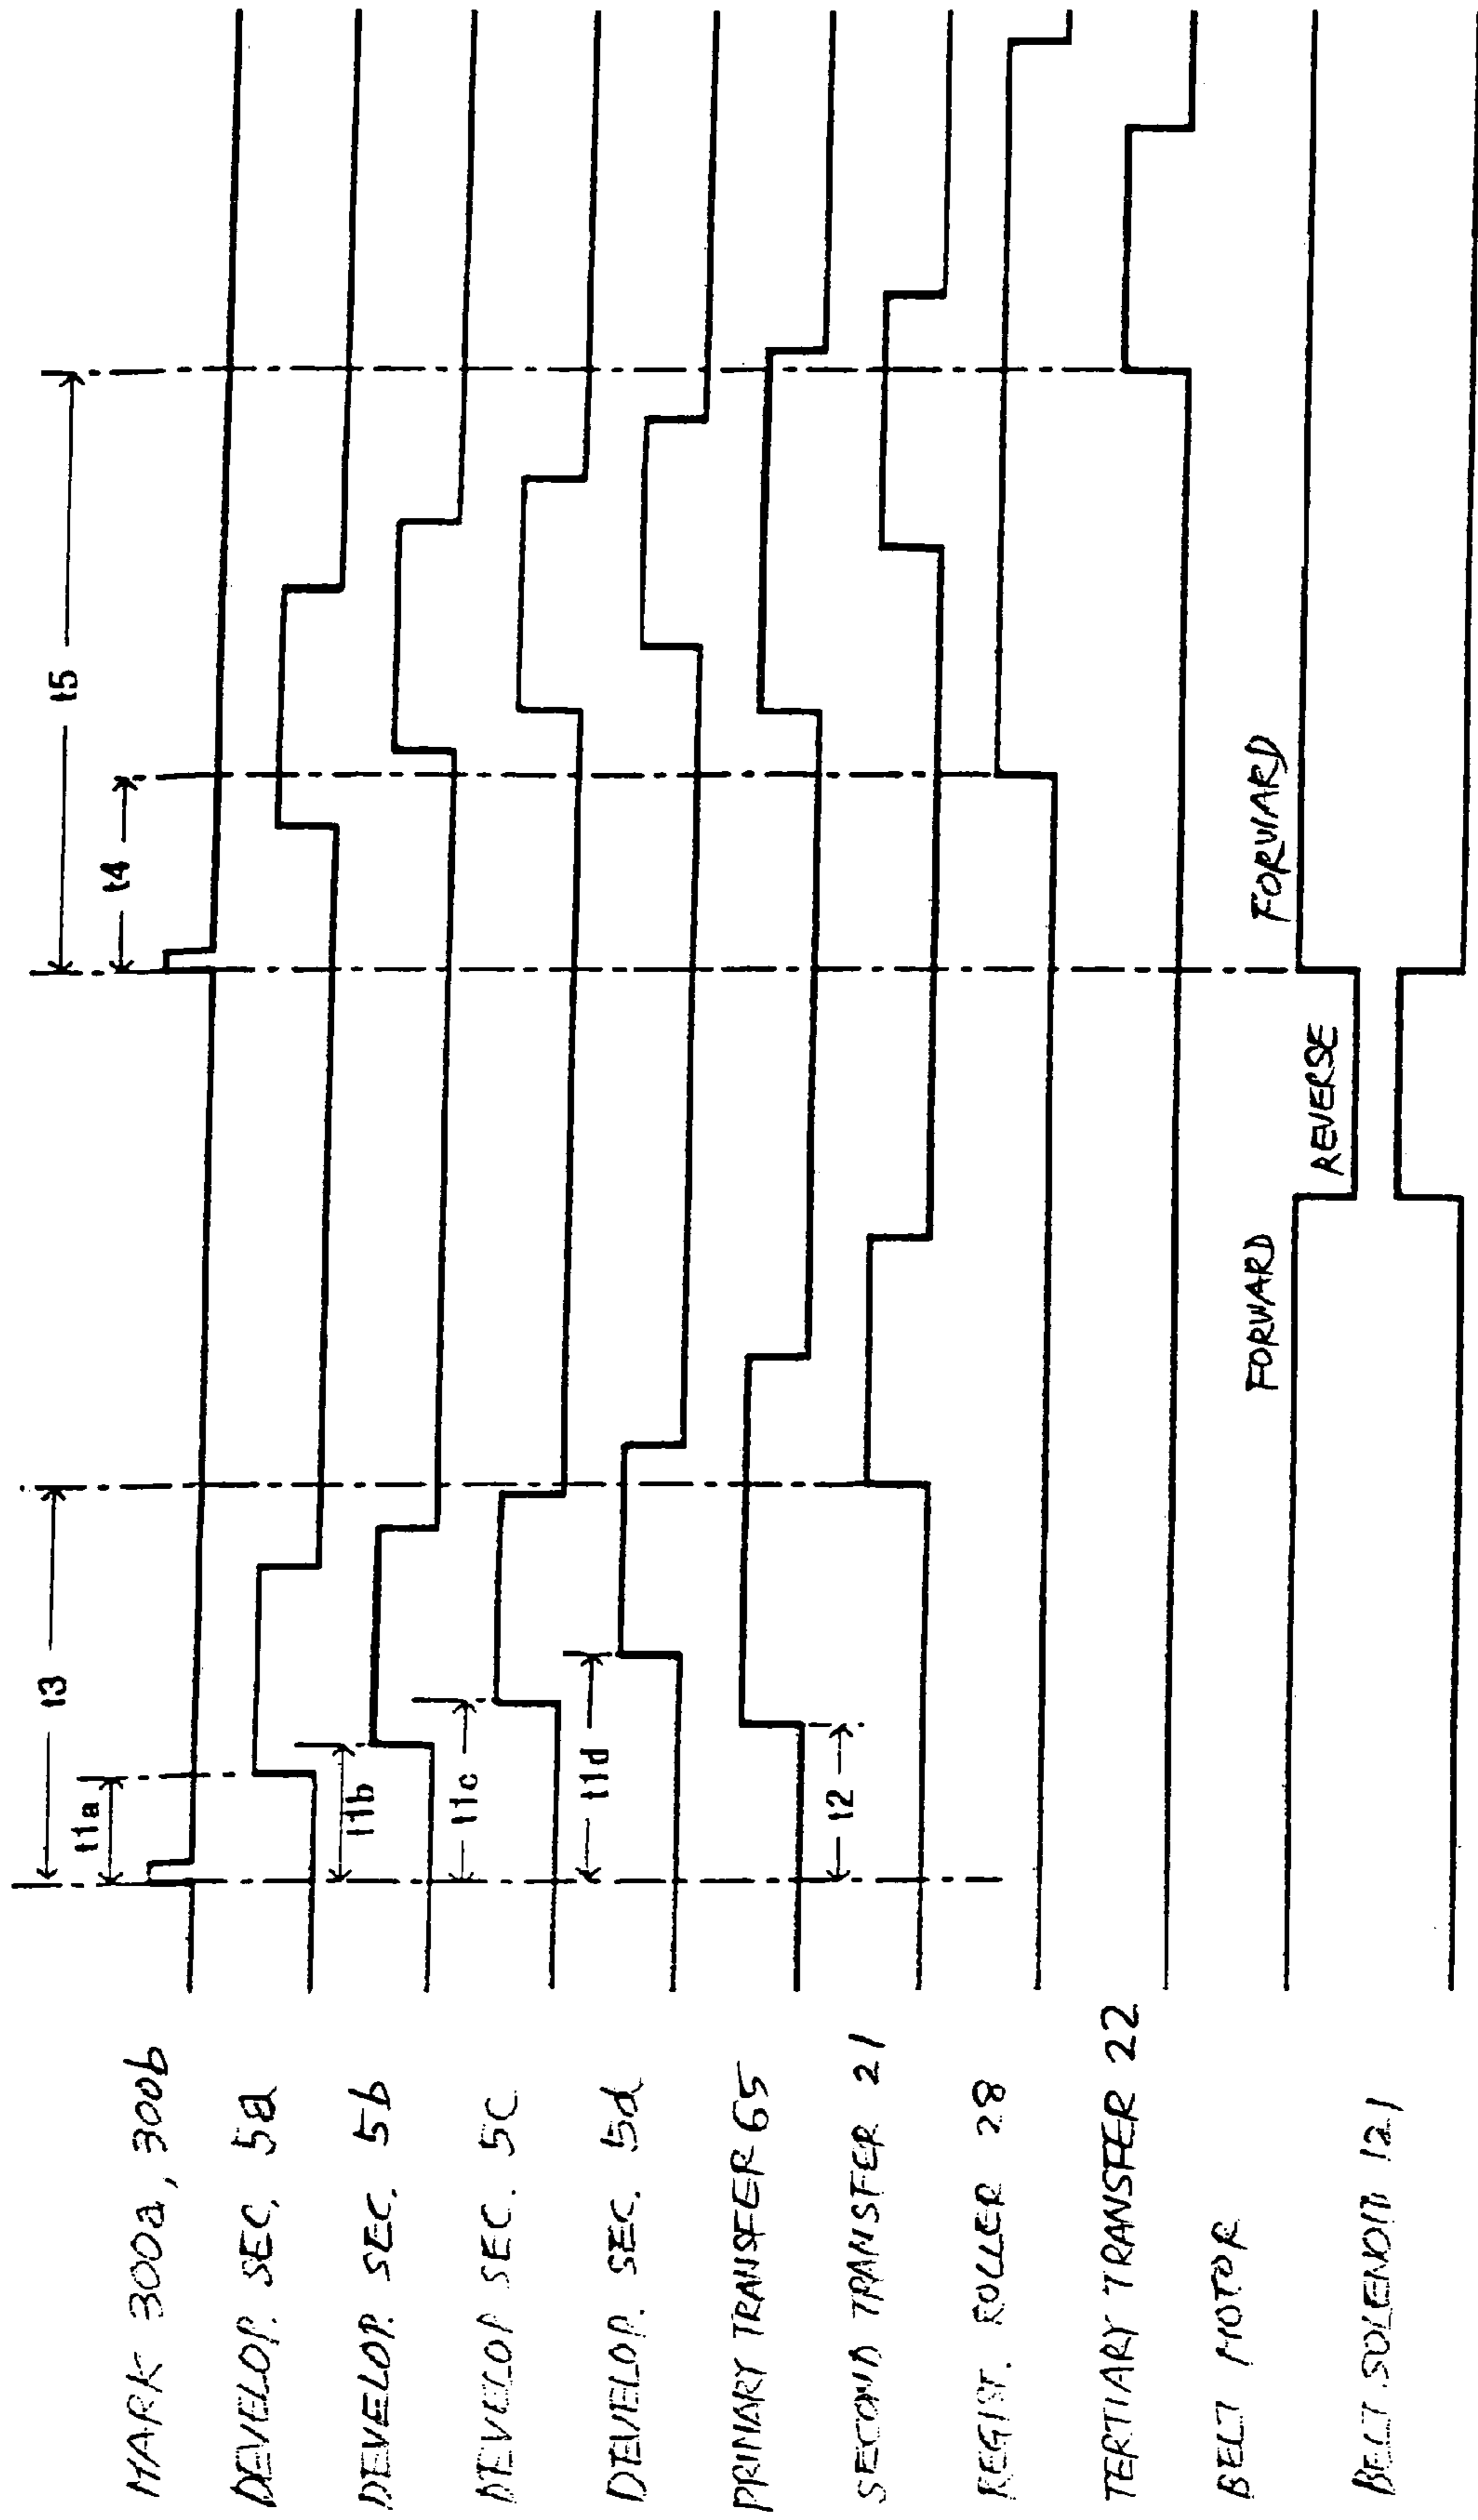 MARK 300a, 300b
DEVELOP. SEC. 5a
DEVELOP. SEC. 5b
DEVELOP. SEC. 5C
DEVELOP. SEC. 5d
PRIMARY TRANSFER 65
SECOND TRANSFER 21
REGIST. ROLLER 28
TERTIARY TRANSFER 22
BELT MOTOR
BELT SOLENOID 121
t3
t5
t4
t1a
t1b
t1c
t1d
t2
FORWARD
REVERSE
FORWARD